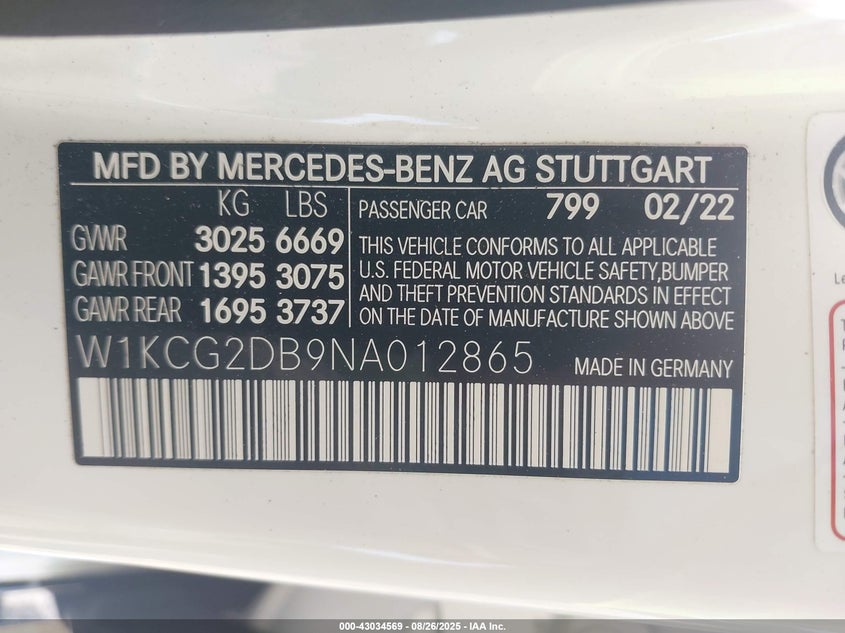 MFD BY MERCEDES-BENZ AG STUTTGART
KG LBS
GVWR 3025 6669
GAWR FRONT 1395 3075
GAWR REAR 1695 3737
PASSENGER CAR 799 02/22
THIS VEHICLE CONFORMS TO ALL APPLICABLE
U.S. FEDERAL MOTOR VEHICLE SAFETY,BUMPER
AND THEFT PREVENTION STANDARDS IN EFFECT
ON THE DATE OF MANUFACTURE SHOWN ABOVE
W1KCG2DB9NA012865 MADE IN GERMANY
000-43034569 - 08/26/2025 - IAA Inc.